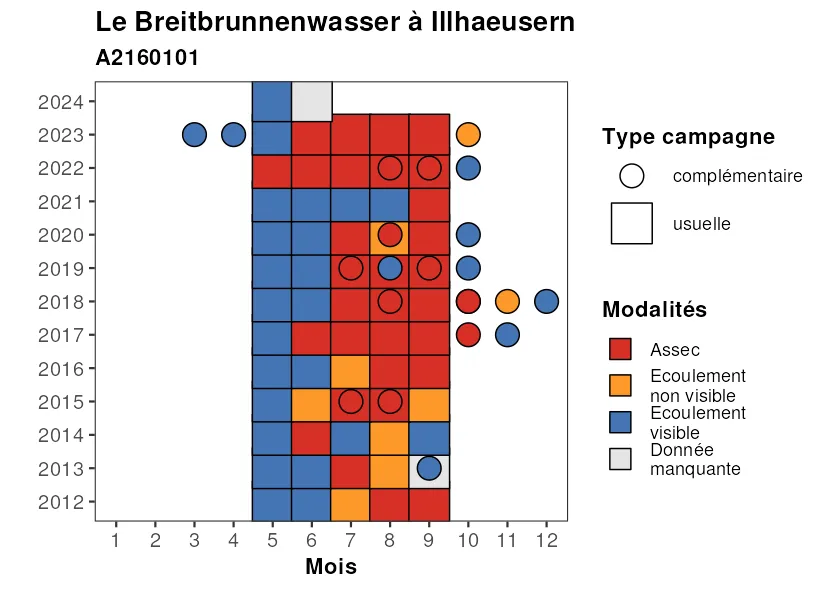 Le Breitbrunnenwasser à Illhaeusern
A2160101
2024
2023
2022
2021
2020
2019
2018
2017
2016
2015
2014
2013
2012
1 2 3 4 5 6 7 8 9 10 11 12
Mois
Type campagne
complémentaire
usuelle
Modalités
Assec
Ecoulement
non visible
Ecoulement
visible
Donnée
manquante